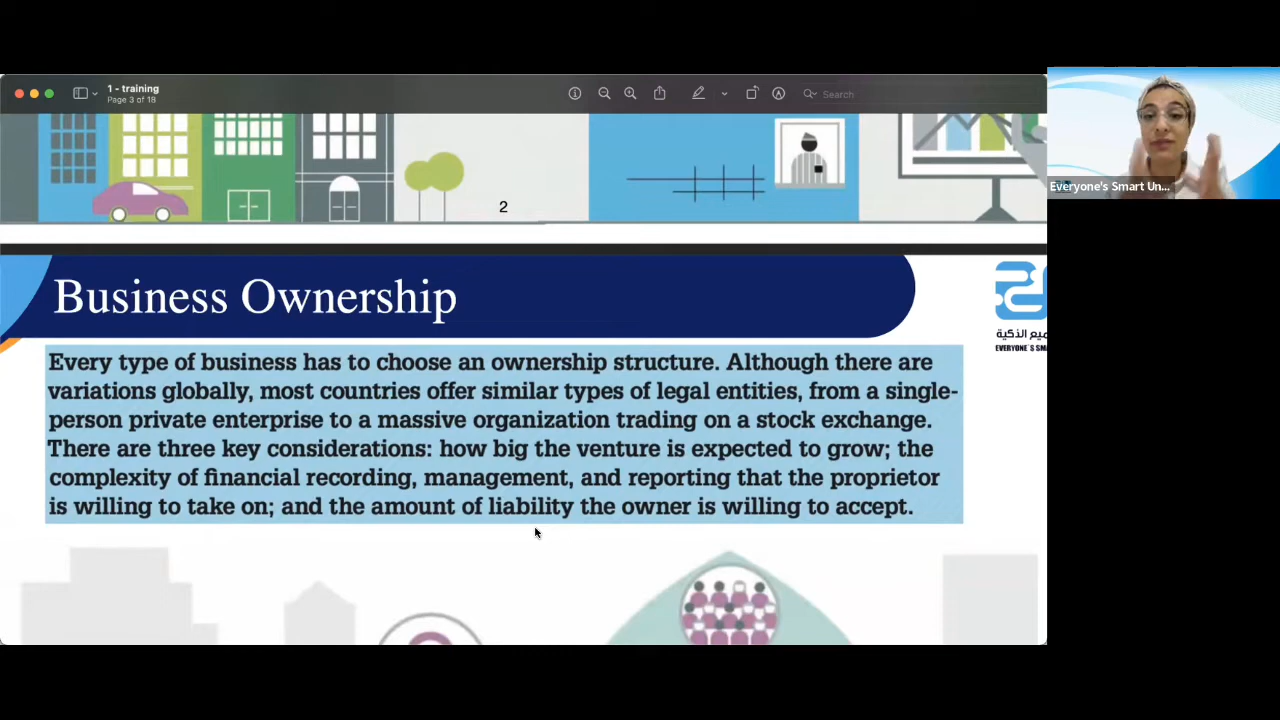 1 - training
Page 3 of 18
Search
Everyone's Smart Un...
2
Business Ownership
الذكية
Every type of business has to choose an ownership structure. Although there are
variations globally, most countries offer similar types of legal entities, from a single-
person private enterprise to a massive organization trading on a stock exchange.
There are three key considerations: how big the venture is expected to grow; the
complexity of financial recording, management, and reporting that the proprietor
is willing to take on; and the amount of liability the owner is willing to accept.